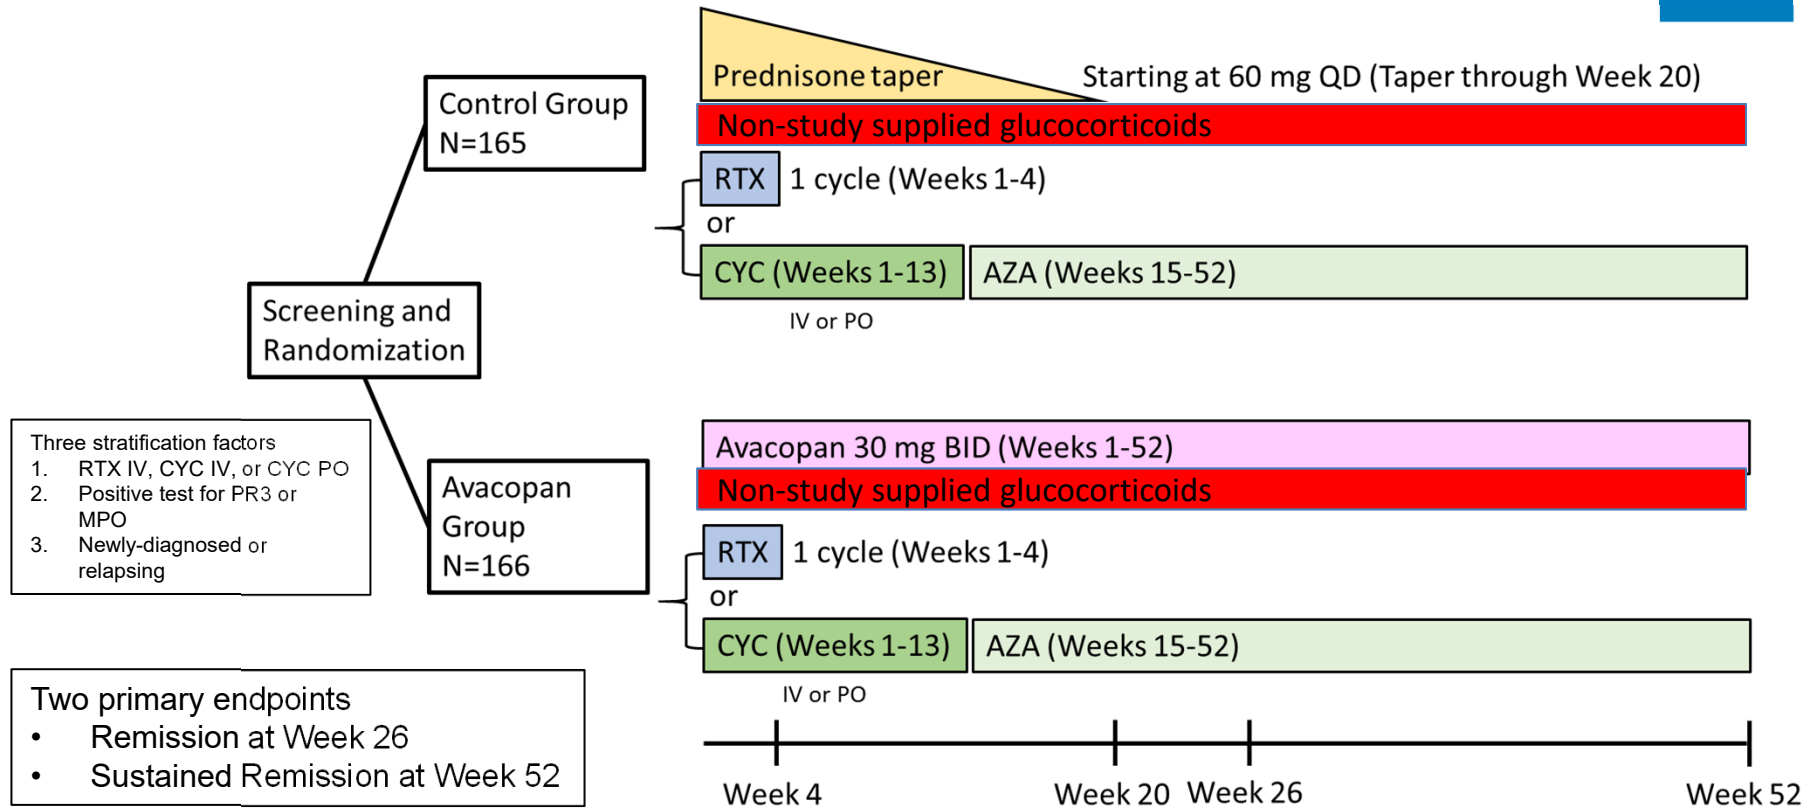 Prednisone taper
Starting at 60 mg QD (Taper through Week 20)
Control Group
N=165
Non-study supplied glucocorticoids
RTX
1 cycle (Weeks 1-4)
or
CYC (Weeks 1-13)
AZA (Weeks 15-52)
IV or PO
Screening and
Randomization
Three stratification factors
1. RTX IV, CYC IV, or CYC PO
2. Positive test for PR3 or
MPO
3. Newly-diagnosed or
relapsing
Avacopan
Group
N=166
Avacopan 30 mg BID (Weeks 1-52)
Non-study supplied glucocorticoids
RTX
1 cycle (Weeks 1-4)
or
CYC (Weeks 1-13)
AZA (Weeks 15-52)
IV or PO
Two primary endpoints
• Remission at Week 26
• Sustained Remission at Week 52
Week 4
Week 20
Week 26
Week 52